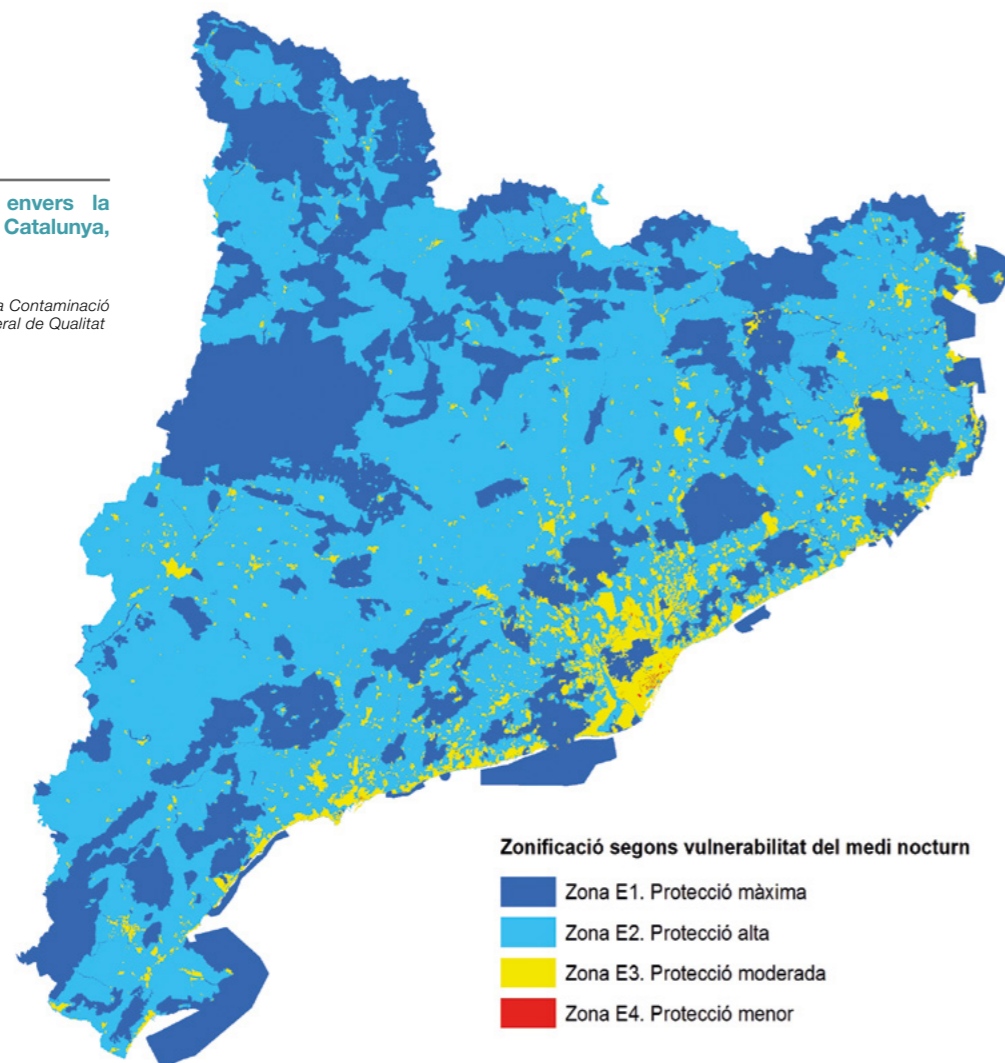 envers la
Catalunya,
a Contaminació
eral de Qualitat
Zonificació segons vulnerabilitat del medi nocturn
Zona E1. Protecció màxima
Zona E2. Protecció alta
Zona E3. Protecció moderada
Zona E4. Protecció menor